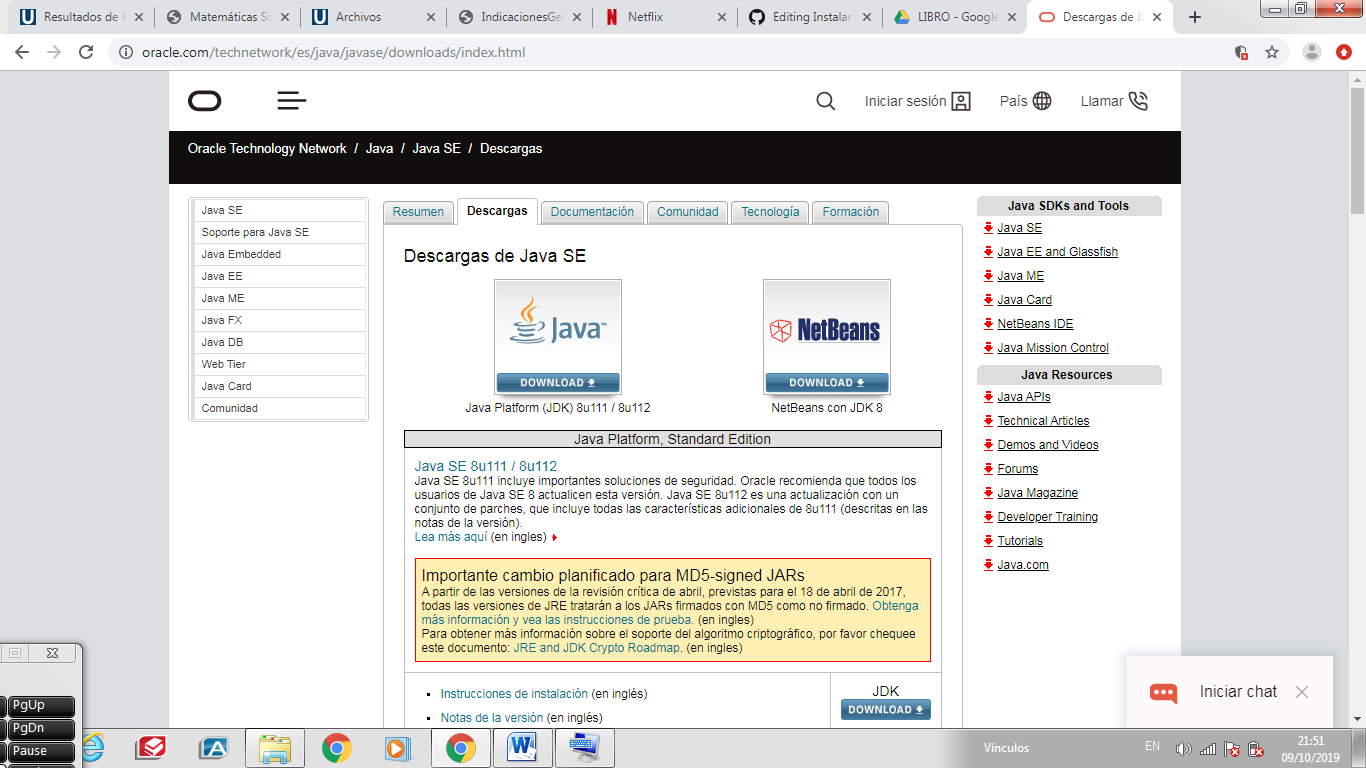 Resultados de P
Matemáticas Si
Archivos
IndicacionesGe
Netflix
Editing Instalar
LIBRO - Google
Descargas de Ja
oracle.com/technetwork/es/java/javase/downloads/index.html
Iniciar sesión
País
Llamar
Oracle Technology Network / Java / Java SE / Descargas
Java SE
Soporte para Java SE
Java Embedded
Java EE
Java ME
Java FX
Java DB
Web Tier
Java Card
Comunidad
Resumen
Descargas
Documentación
Comunidad
Tecnología
Formación
Descargas de Java SE
Java™
DOWNLOAD
Java Platform (JDK) 8u111 / 8u112
NetBeans
DOWNLOAD
NetBeans con JDK 8
Java Platform, Standard Edition
Java SE 8u111 / 8u112
Java SE 8u111 incluye importantes soluciones de seguridad. Oracle recomienda que todos los
usuarios de Java SE 8 actualicen esta versión. Java SE 8u112 es una actualización con un
conjunto de parches, que incluye todas las características adicionales de 8u111 (descritas en las
notas de la versión).
Lea más aquí (en ingles)
Importante cambio planificado para MD5-signed JARs
A partir de las versiones de la revisión crítica de abril, previstas para el 18 de abril de 2017,
todas las versiones de JRE tratarán a los JARs firmados con MD5 como no firmado. Obtenga
más información y vea las instrucciones de prueba. (en ingles)
Para obtener más información sobre el soporte del algoritmo criptográfico, por favor chequee
este documento: JRE and JDK Crypto Roadmap. (en ingles)
Instrucciones de instalación (en inglés)
Notas de la versión (en inglés)
JDK
DOWNLOAD
Java SDKs and Tools
Java SE
Java EE and Glassfish
Java ME
Java Card
NetBeans IDE
Java Mission Control
Java Resources
Java APIs
Technical Articles
Demos and Videos
Forums
Java Magazine
Developer Training
Tutorials
Java.com
Iniciar chat
PgUp
PgDn
Pause
Vínculos
EN
21:51
09/10/2019